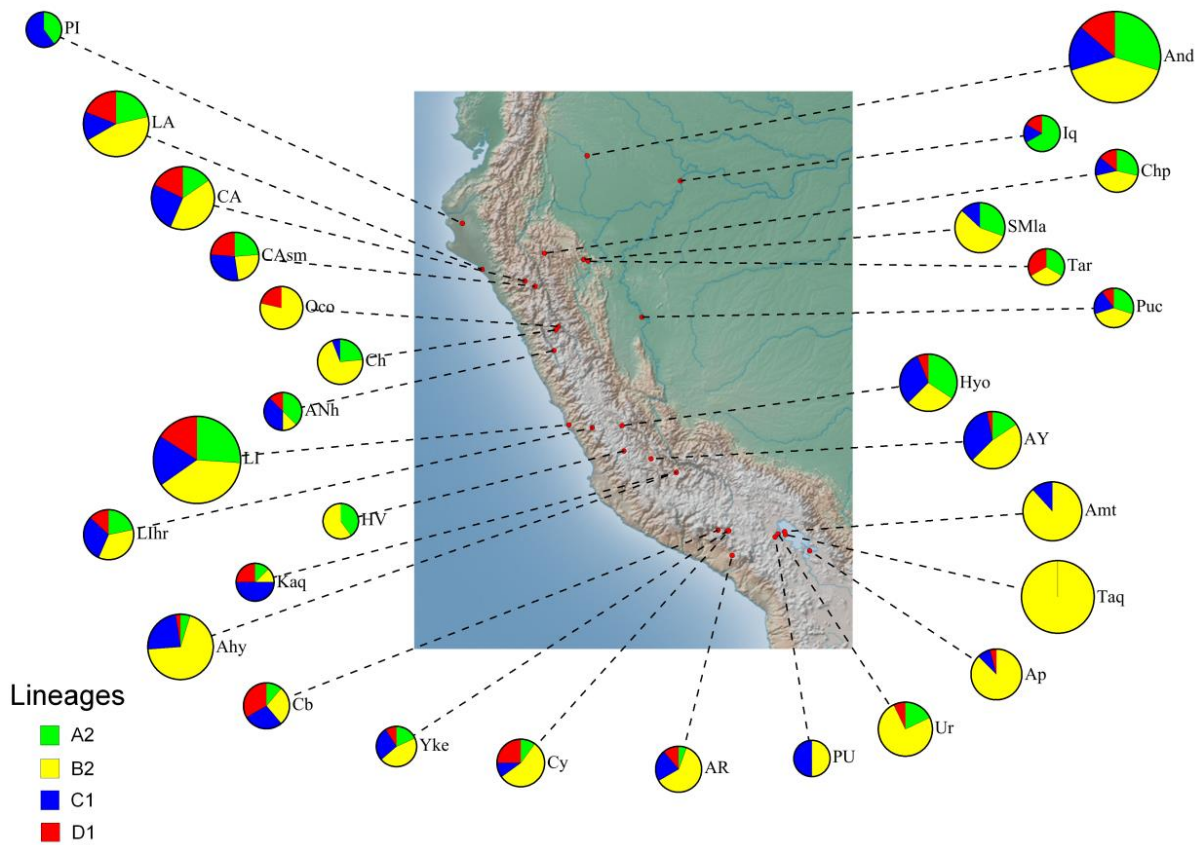 PI
And
LA
Iq
Chp
CA
SMla
CAsm
Tar
Oco
Puc
Ch
Hyo
ANh
AY
LI
Amt
LIhr
HV
Kaq
Taq
Ahy
Ap
Lineages
Cb
Ur
A2
Yke
Cy
AR
PU
B2
C1
D1